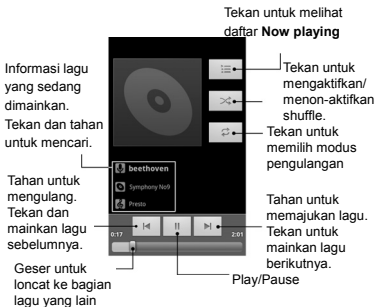 Tekan untuk melihat
daftar Now playing
Informasi lagu
yang sedang
dimainkan.
Tekan dan tahan
untuk mencari.
Tekan untuk
mengaktifkan/
menon-aktifkan
shuffle.
Tekan untuk
memilih modus
pengulangan
beethoven
Symphony No9
Presto
Tahan untuk
mengulang.
Tekan dan
mainkan lagu
sebelumnya.
Tahan untuk
memajukan lagu.
Tekan untuk
mainkan lagu
berikutnya.
0:17
2:01
Geser untuk
loncat ke bagian
lagu yang lain
Play/Pause